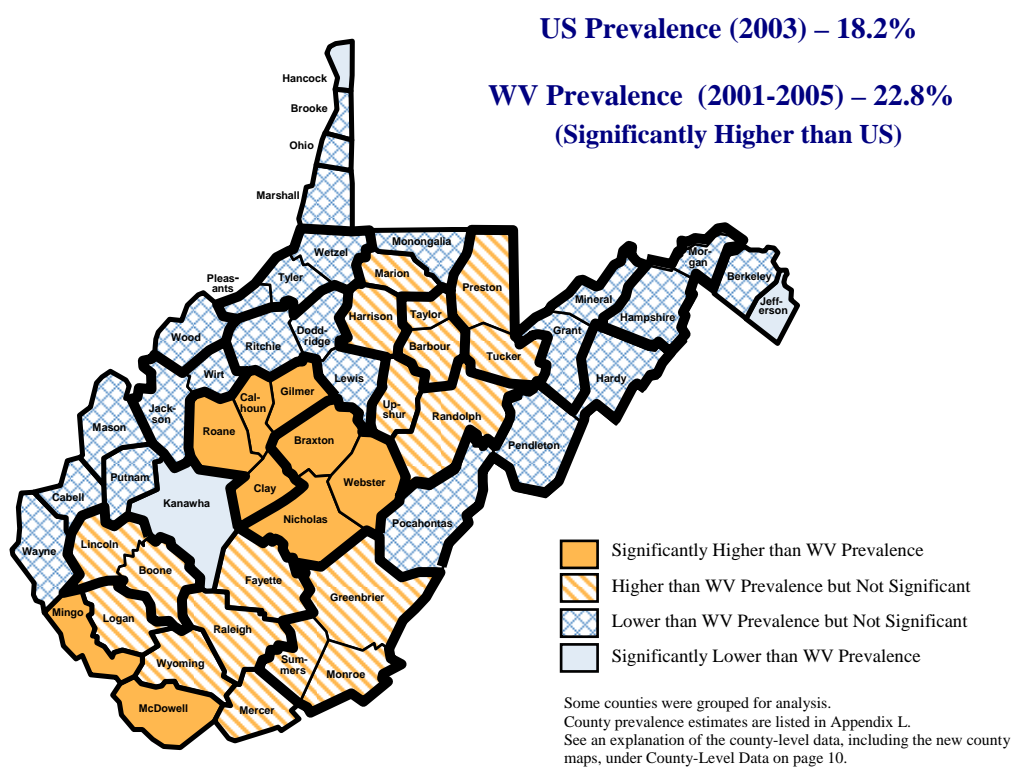 US Prevalence (2003) – 18.2%
WV Prevalence (2001-2005) – 22.8%
(Significantly Higher than US)
Hancock
Brooke
Ohio
Marshall
Wetzel
Monongalia
Marion
Preston
Tyler
Pleas-
ants
Harrison
Taylor
Barbour
Tucker
Dodd-
ridge
Ritchie
Wood
Wirt
Lewis
Gilmer
Cal-
houn
Up-
shur
Randolph
Mineral
Grant
Hampshire
Hardy
Mor-
gan
Berkeley
Jeff-
erson
Pendleton
Jack-
son
Roane
Mason
Braxton
Webster
Clay
Nicholas
Pocahontas
Putnam
Kanawha
Cabell
Wayne
Lincoln
Boone
Fayette
Greenbrier
Mingo
Logan
Raleigh
Wyoming
Sum-
mers
Monroe
McDowell
Mercer
Significantly Higher than WV Prevalence
Higher than WV Prevalence but Not Significant
Lower than WV Prevalence but Not Significant
Significantly Lower than WV Prevalence
Some counties were grouped for analysis.
County prevalence estimates are listed in Appendix L.
See an explanation of the county-level data, including the new county
maps, under County-Level Data on page 10.